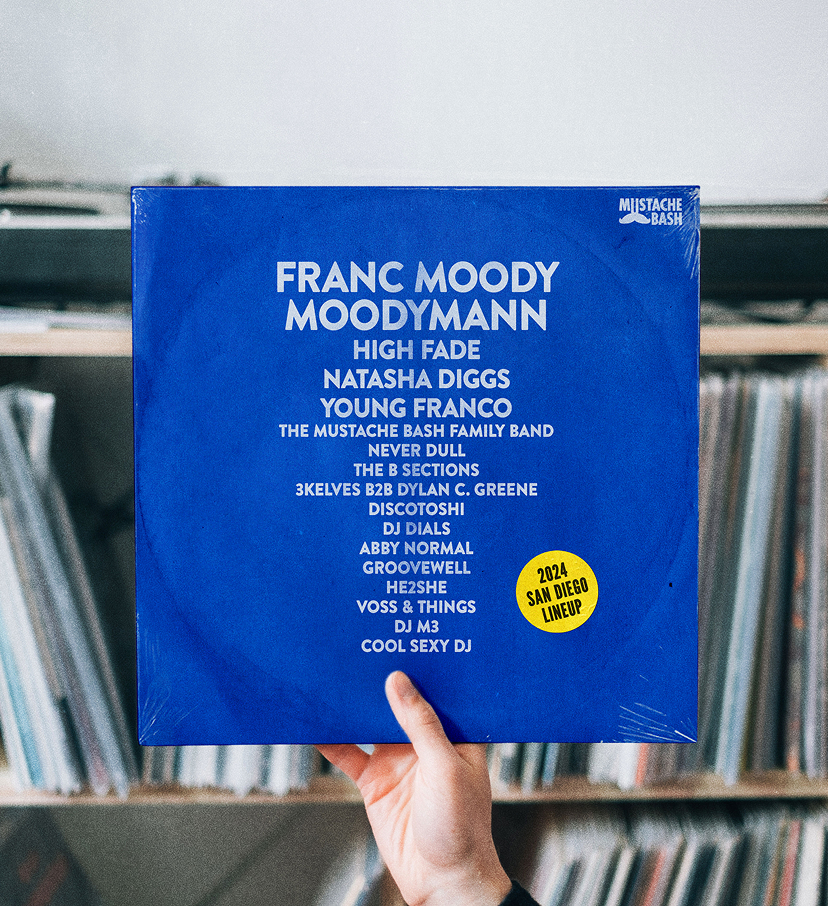 MUSTACHE
BASH
FRANC MOODY
MOODYMANN
HIGH FADE
NATASHA DIGGS
YOUNG FRANCO
THE MUSTACHE BASH FAMILY BAND
NEVER DULL
THE B SECTIONS
3KELVES B2B DYLAN C. GREENE
DISCOTOSHI
DJ DIALS
ABBY NORMAL
GROOVEWELL
HE2SHE
VOSS & THINGS
DJ M3
COOL SEXY DJ
2024
SAN DIEGO
LINEUP